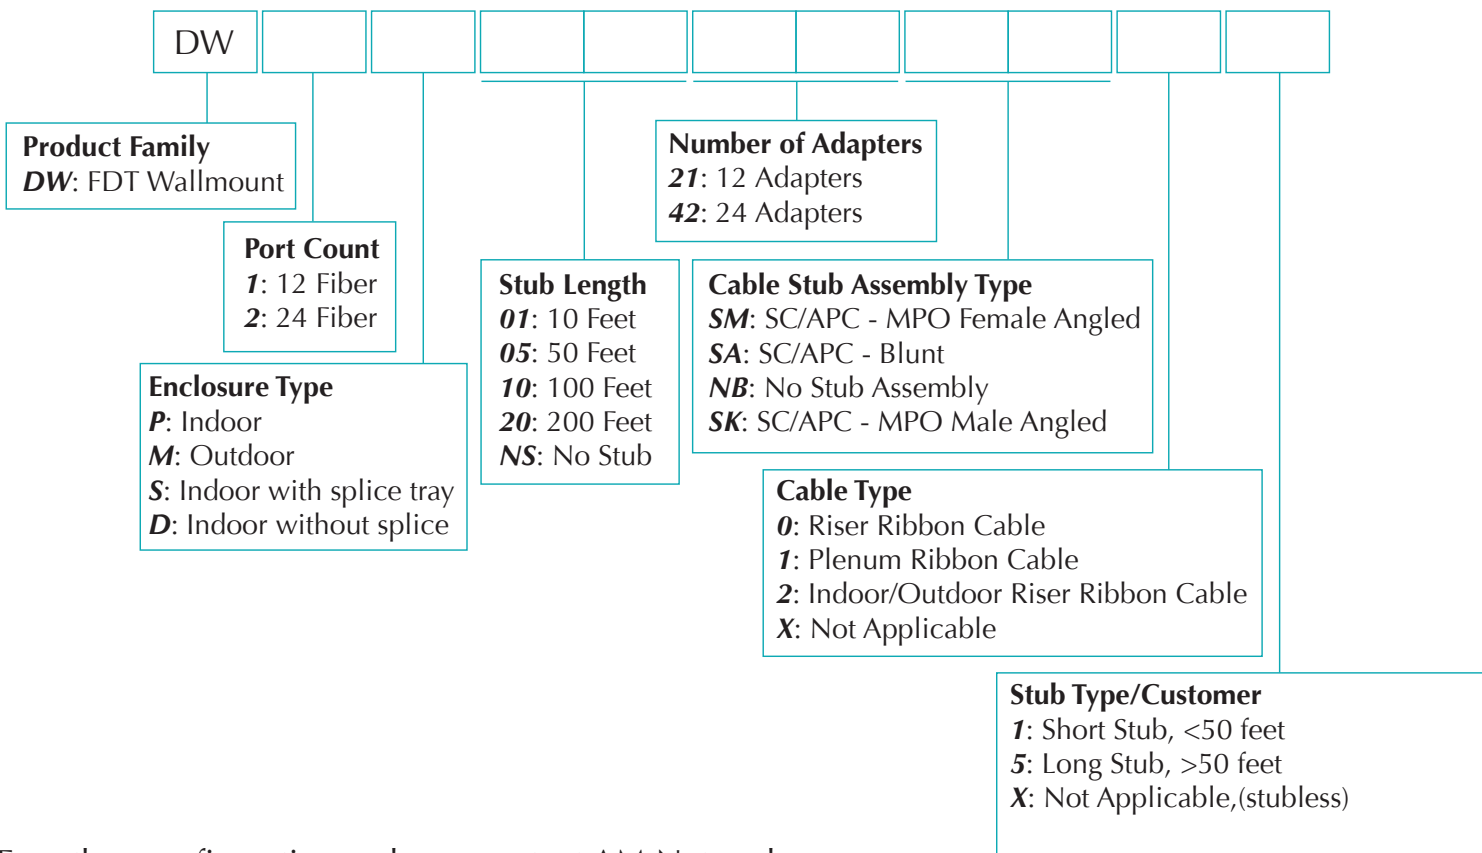 DW
Product Family
DW: FDT Wallmount
Number of Adapters
21: 12 Adapters
42: 24 Adapters
Port Count
1: 12 Fiber
2: 24 Fiber
Stub Length
01: 10 Feet
05: 50 Feet
10: 100 Feet
20: 200 Feet
NS: No Stub
Cable Stub Assembly Type
SM: SC/APC - MPO Female Angled
SA: SC/APC - Blunt
NB: No Stub Assembly
SK: SC/APC - MPO Male Angled
Enclosure Type
P: Indoor
M: Outdoor
S: Indoor with splice tray
D: Indoor without splice
Cable Type
0: Riser Ribbon Cable
1: Plenum Ribbon Cable
2: Indoor/Outdoor Riser Ribbon Cable
X: Not Applicable
Stub Type/Customer
1: Short Stub, <50 feet
5: Long Stub, >50 feet
X: Not Applicable,(stubless)